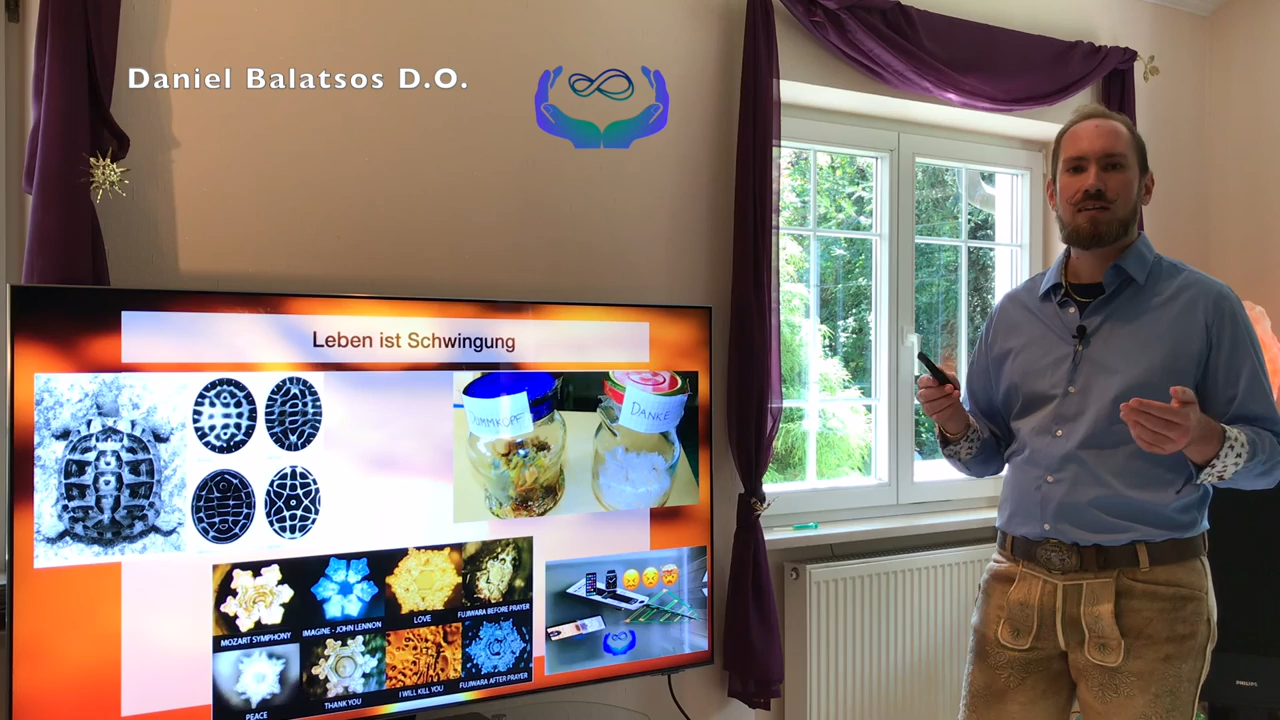 Daniel Balatsos D.O.
Leben ist Schwingung
DUMMKOPF
DANKE
MOZART SYMPHONY
IMAGINE - JOHN LENNON
LOVE
FUJIWARA BEFORE PRAYER
PEACE
THANK YOU
I WILL KILL YOU
FUJIWARA AFTER PRAYER
PHILIPS